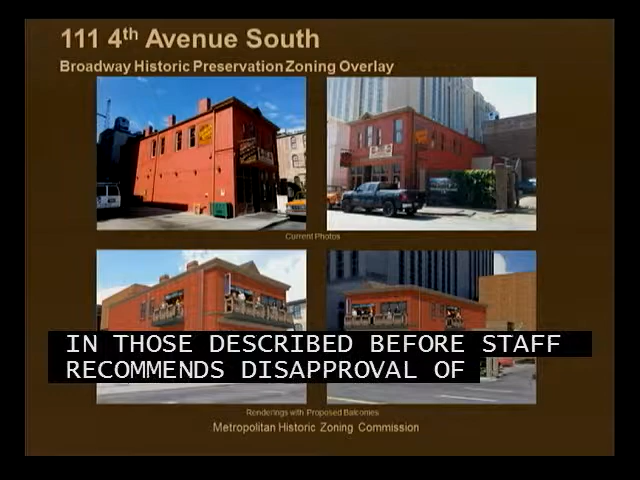 111 4th Avenue South
Broadway Historic Preservation Zoning Overlay
Current Photos
IN THOSE DESCRIBED BEFORE STAFF
RECOMMENDS DISAPPROVAL OF
Renderings with Proposed Balconies
Metropolitan Historic Zoning Commission